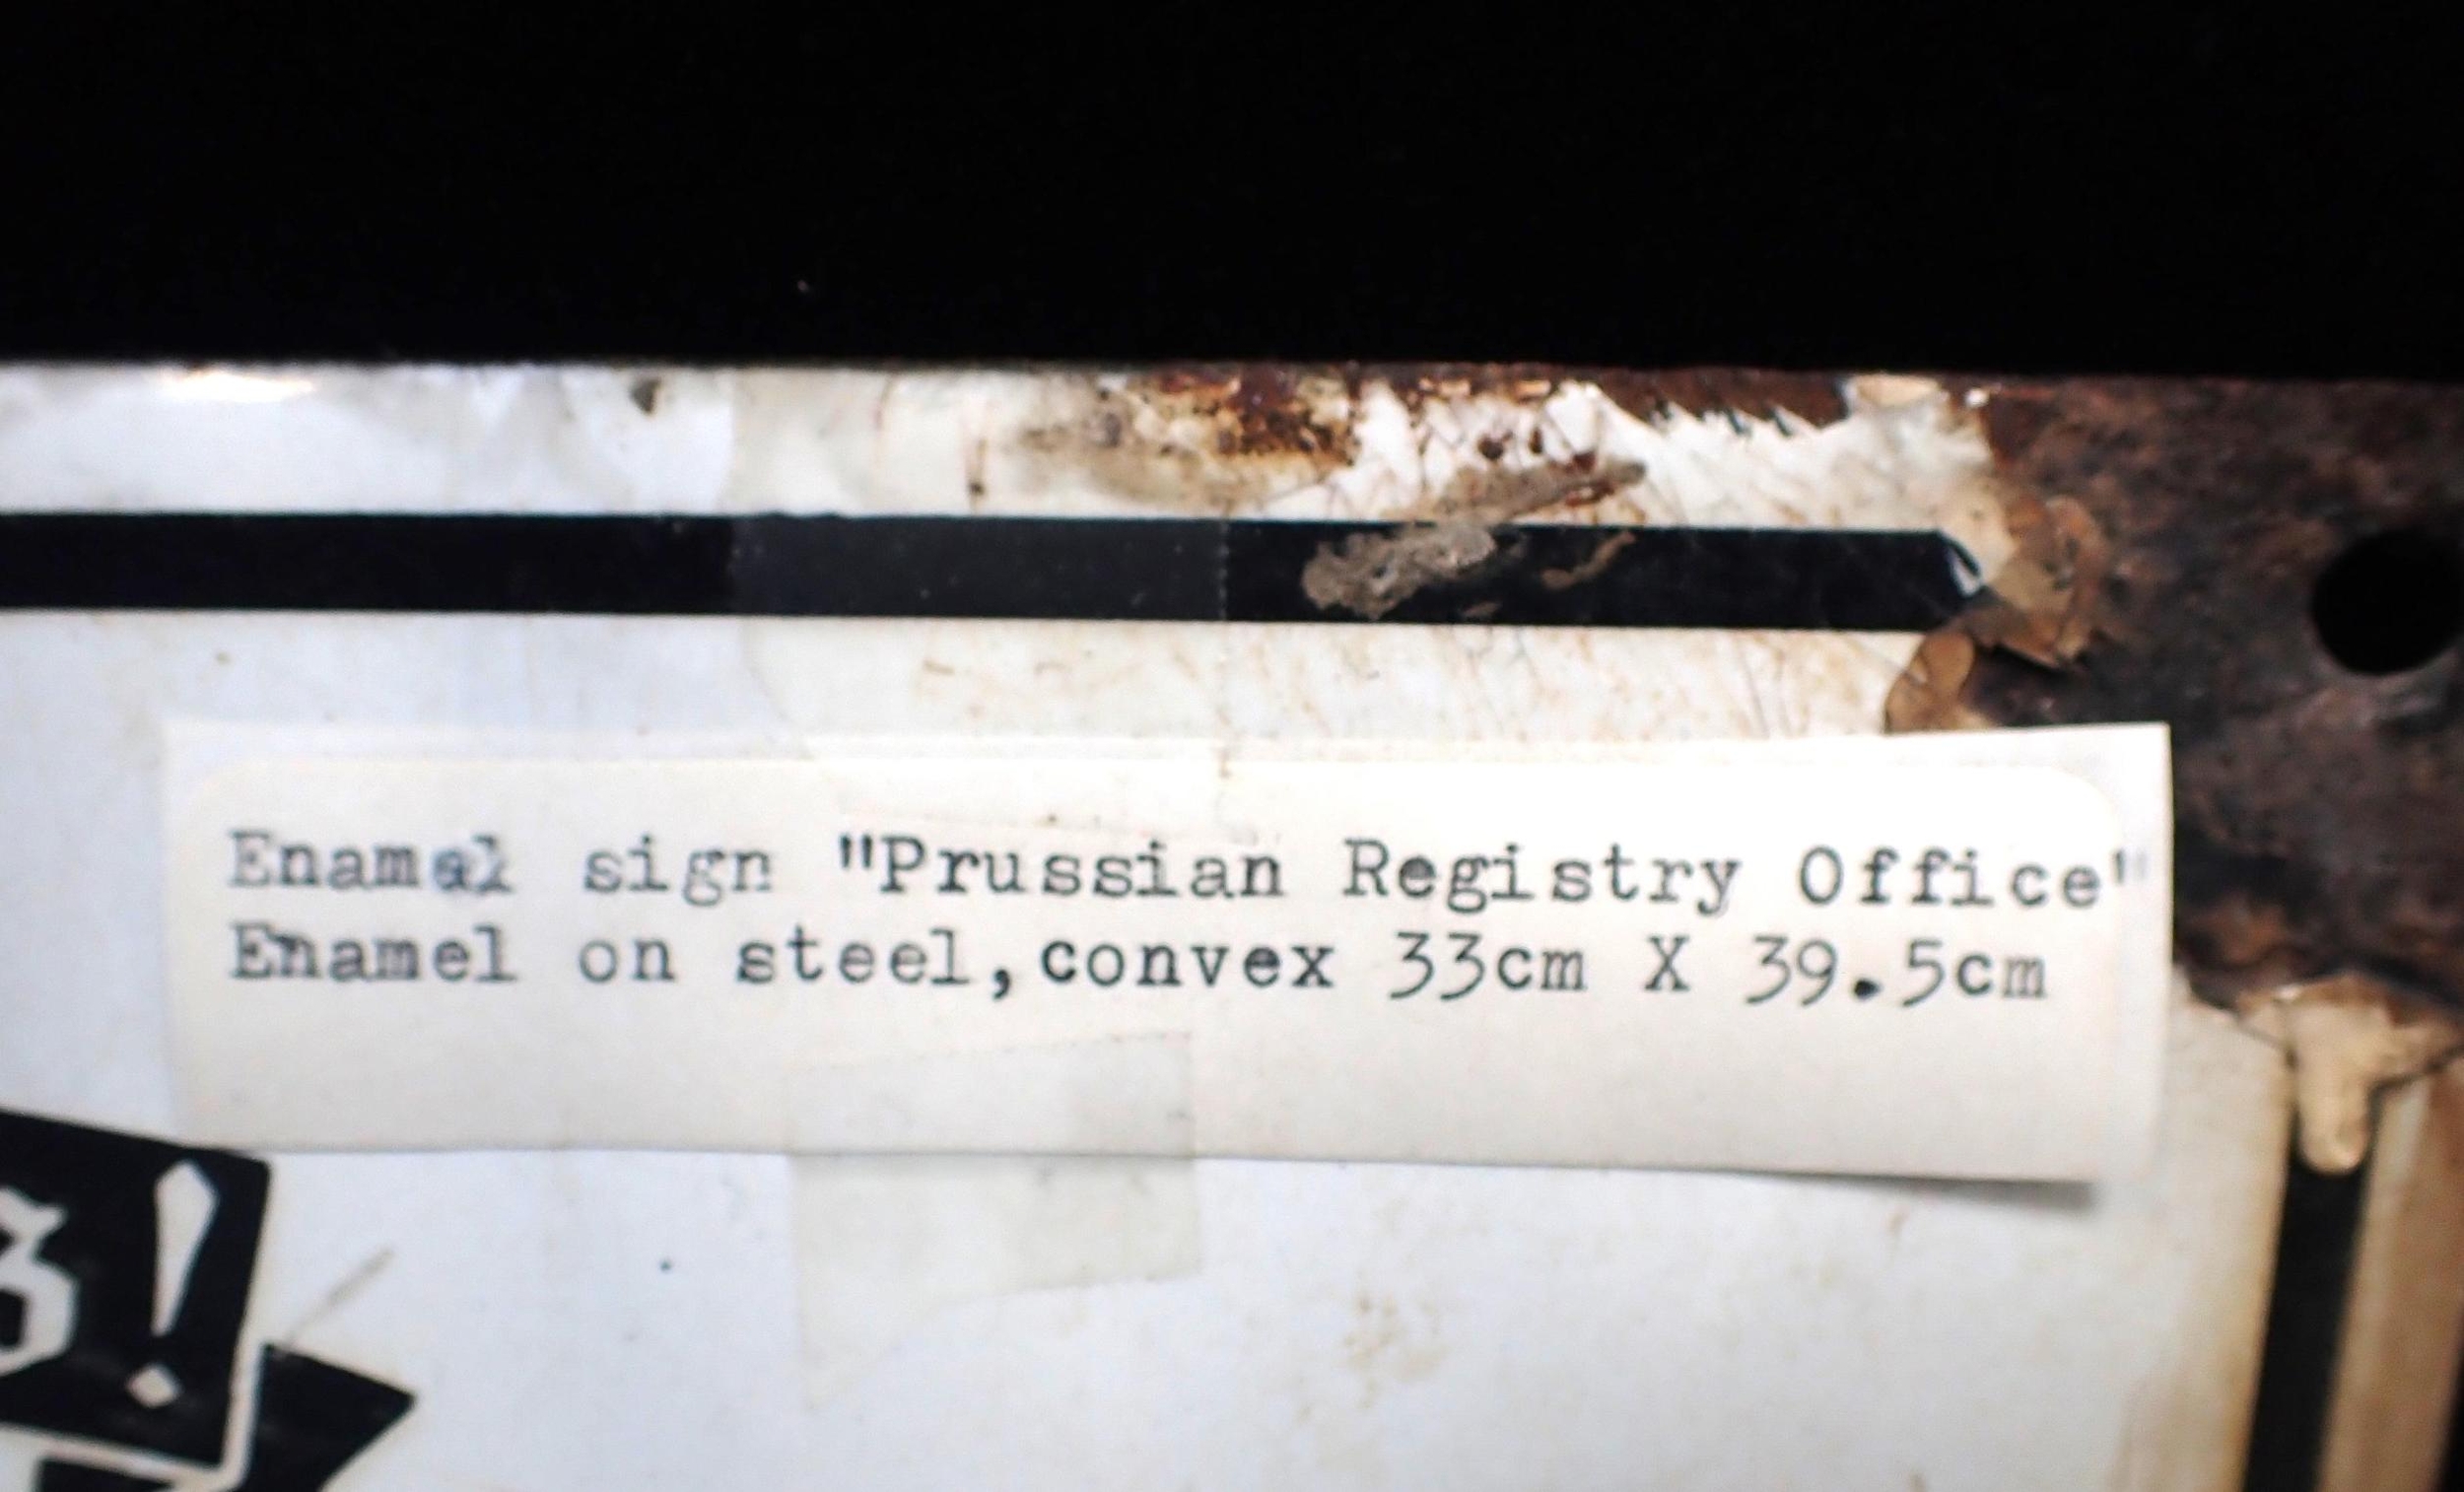 Enamel sign "Prussian Registry Office"
Enamel on steel,convex 33cm X 39.5cm
!